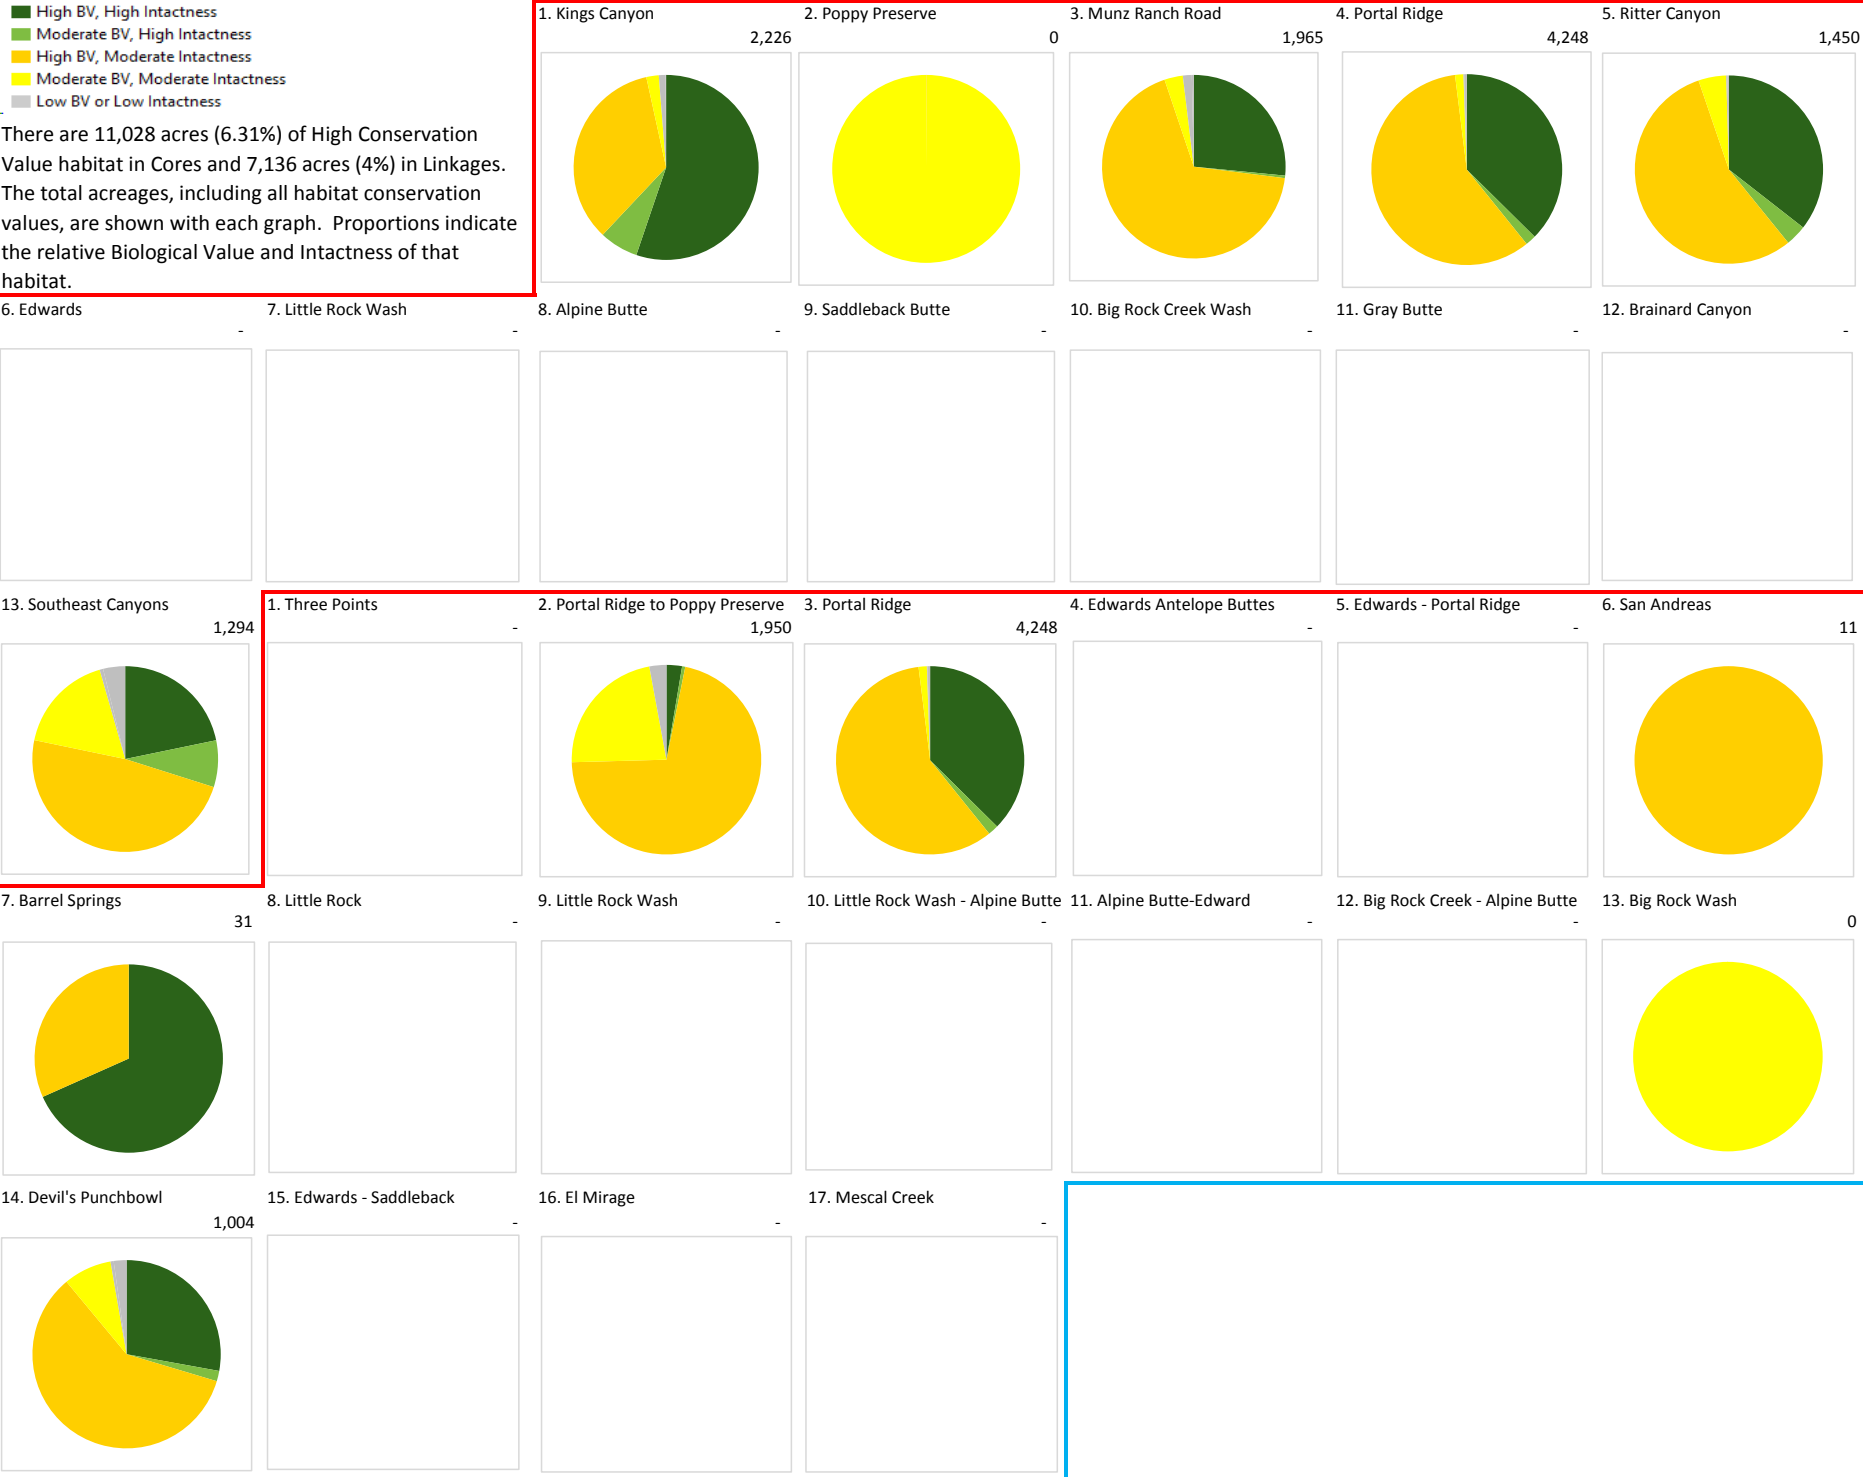 High BV, High Intactness
Moderate BV, High Intactness
High BV, Moderate Intactness
Moderate BV, Moderate Intactness
Low BV or Low Intactness
-
There are 11,028 acres (6.31%) of High Conservation
Value habitat in Cores and 7,136 acres (4%) in Linkages.
The total acreages, including all habitat conservation
values, are shown with each graph.  Proportions indicate
the relative Biological Value and Intactness of that
habitat.
1. Kings Canyon
2,226
2. Poppy Preserve
0
3. Munz Ranch Road
1,965
4. Portal Ridge
4,248
5. Ritter Canyon
1,450
6. Edwards
-
7. Little Rock Wash
-
8. Alpine Butte
-
9. Saddleback Butte
-
10. Big Rock Creek Wash
-
11. Gray Butte
-
12. Brainard Canyon
-
13. Southeast Canyons
1,294
1. Three Points
-
2. Portal Ridge to Poppy Preserve
1,950
3. Portal Ridge
4,248
4. Edwards Antelope Buttes
-
5. Edwards - Portal Ridge
-
6. San Andreas
11
7. Barrel Springs
31
8. Little Rock
-
9. Little Rock Wash
-
10. Little Rock Wash - Alpine Butte
-
11. Alpine Butte-Edward
-
12. Big Rock Creek - Alpine Butte
-
13. Big Rock Wash
0
14. Devil's Punchbowl
1,004
15. Edwards - Saddleback
-
16. El Mirage
-
17. Mescal Creek
-